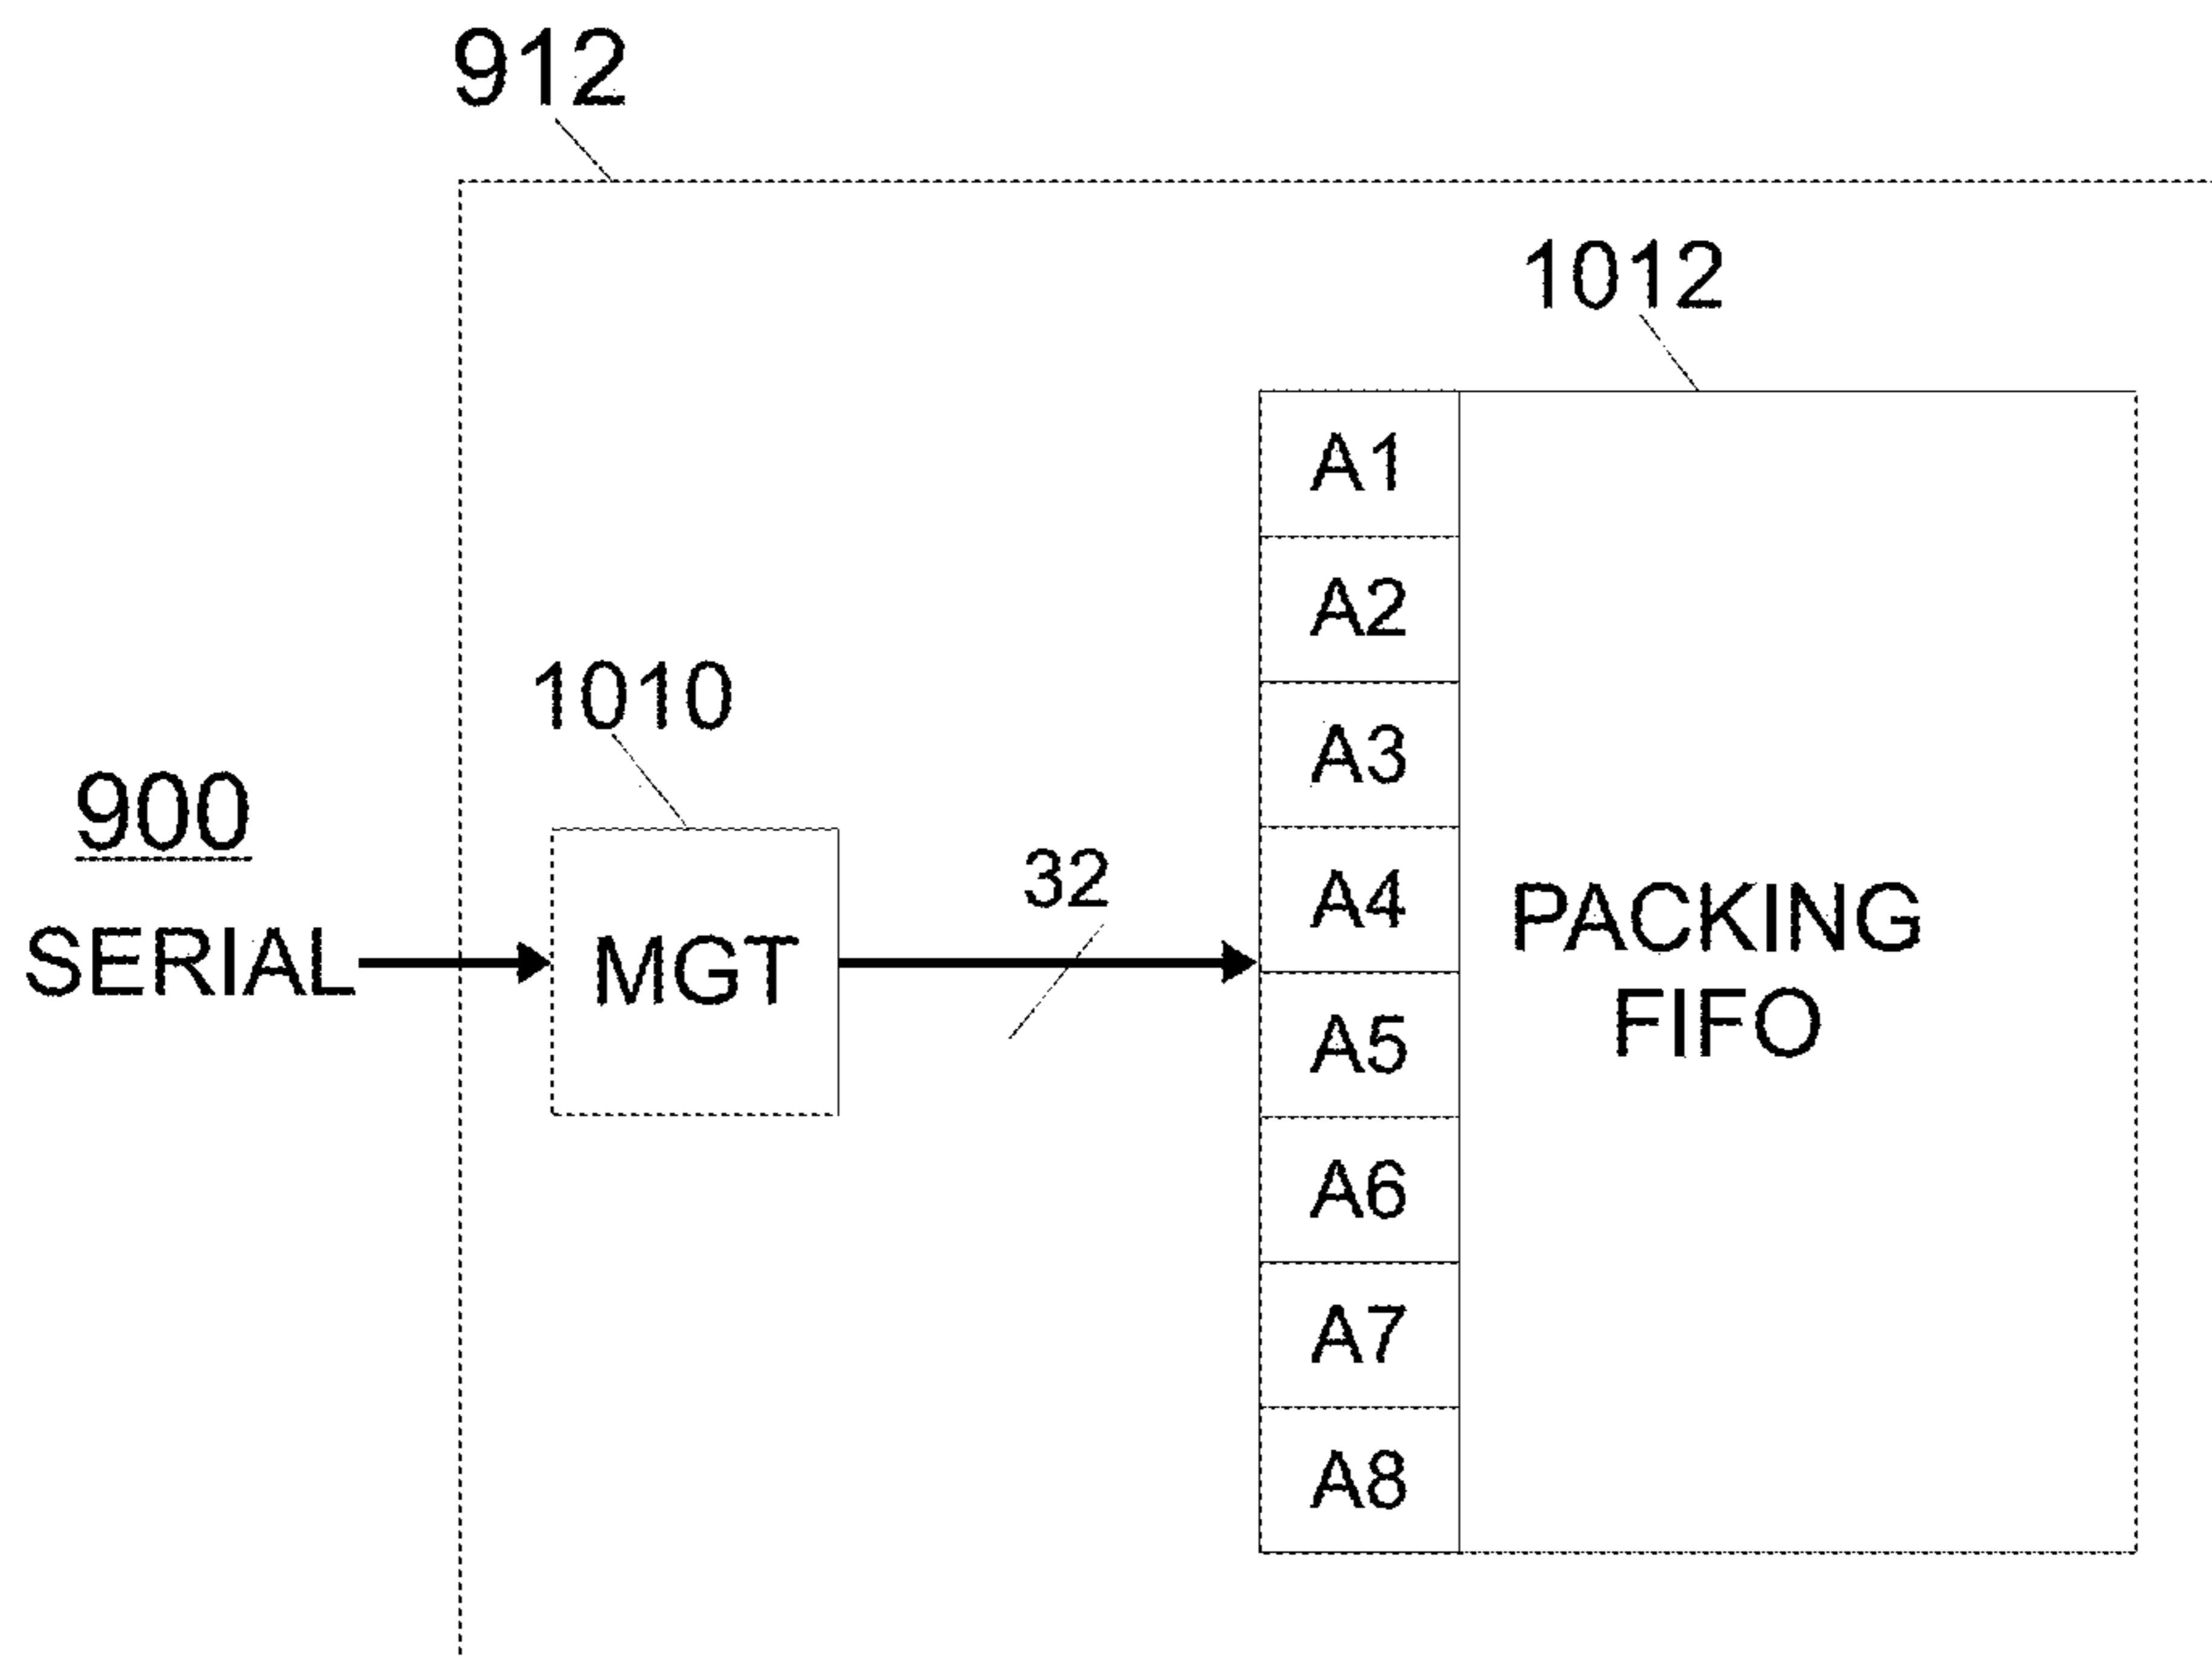 912
1012
A1
A2
1010
A3
900
32
A4
SERIAL
MGT
PACKING
FIFO
A5
A6
A7
A8